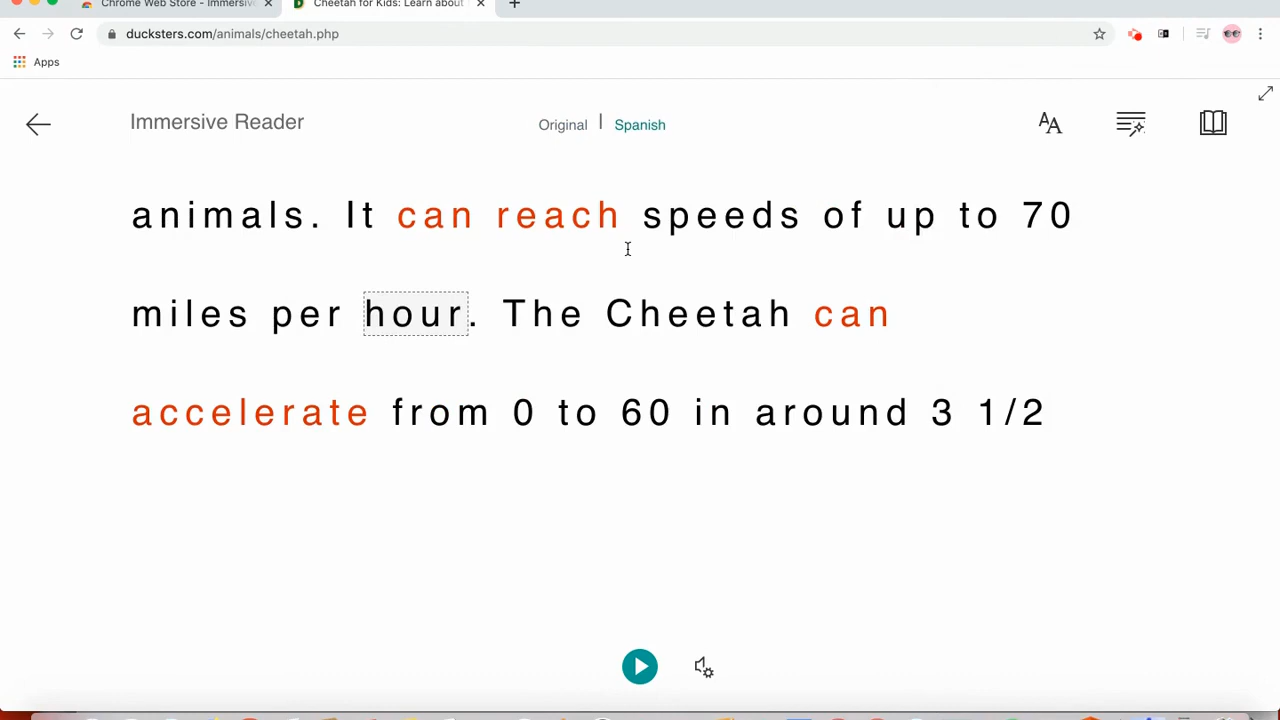 Chrome Web Store - Immersiv
Cheetah for Kids: Learn about
ducksters.com/animals/cheetah.php
Apps
Immersive Reader
Original | Spanish
animals. It can reach speeds of up to 70
miles per hour. The Cheetah can
accelerate from 0 to 60 in around 3 1/2